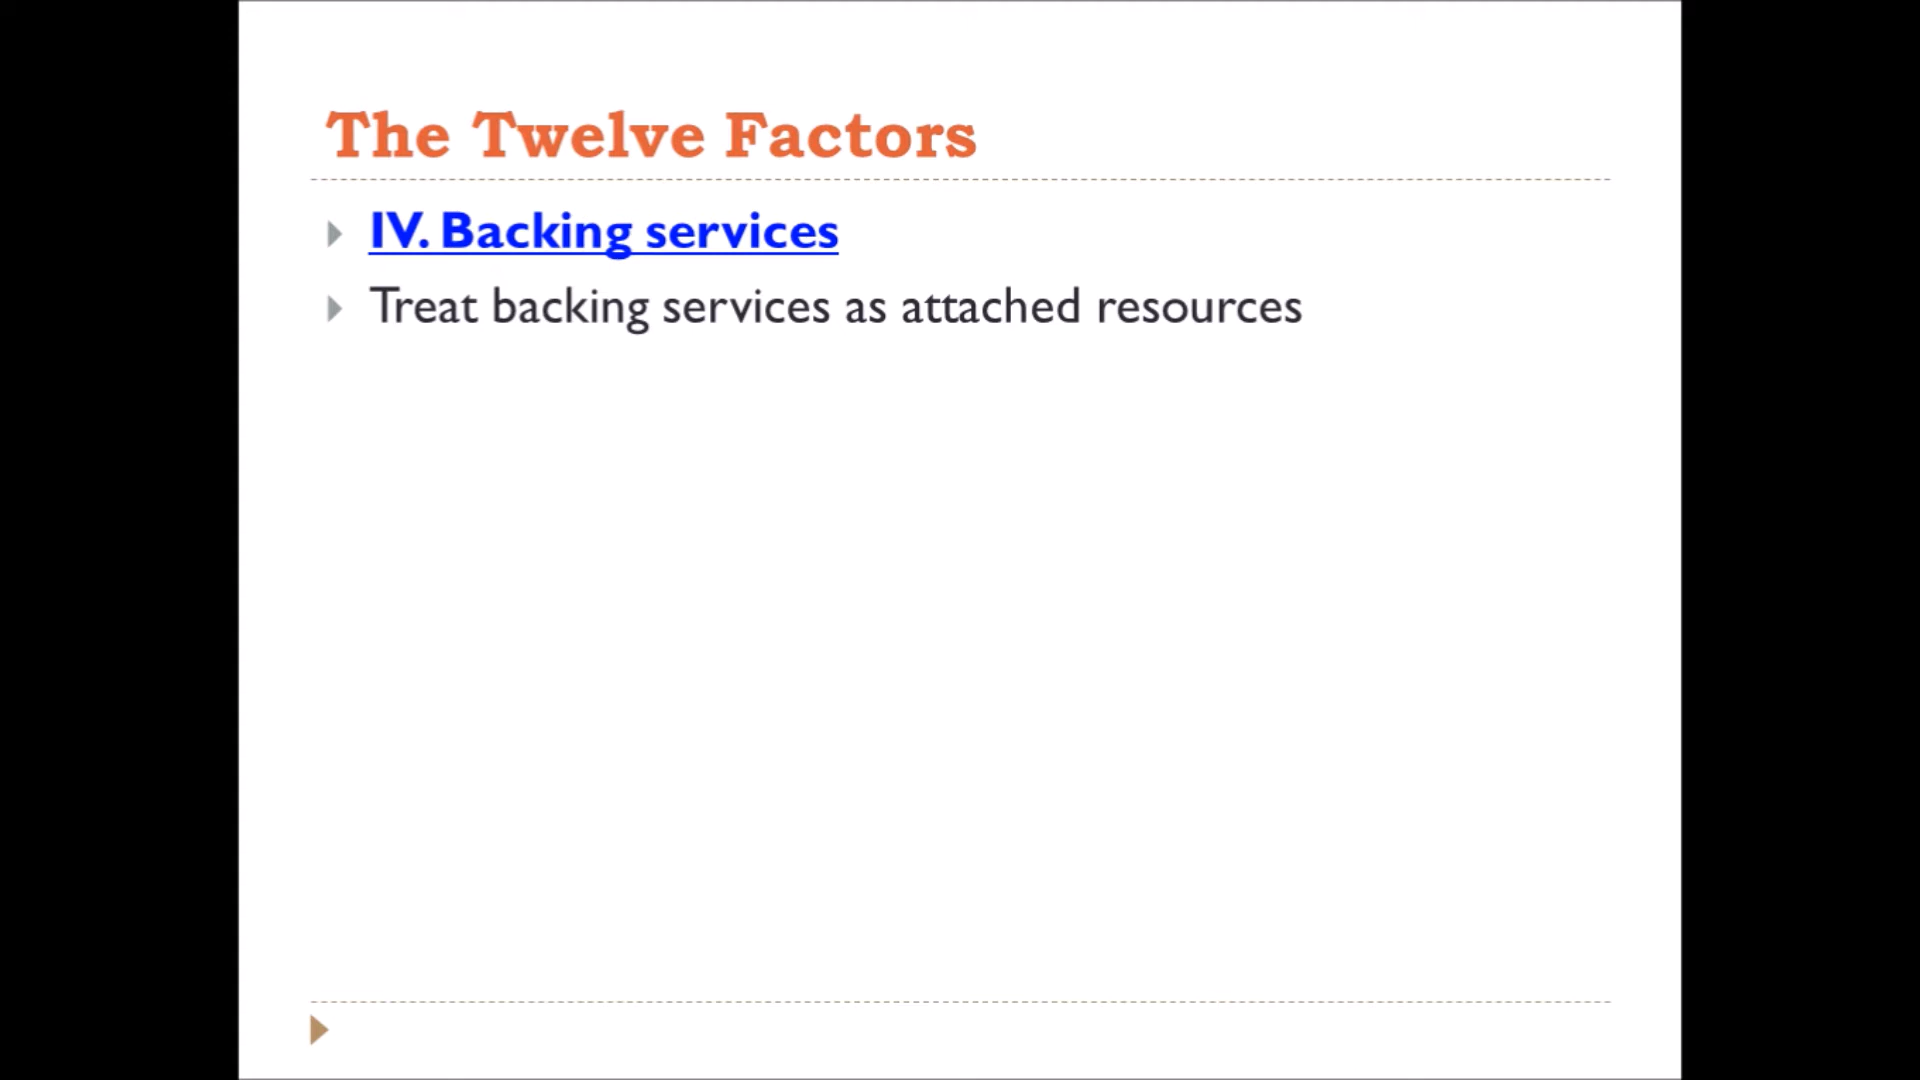 The Twelve Factors
IV. Backing services
Treat backing services as attached resources